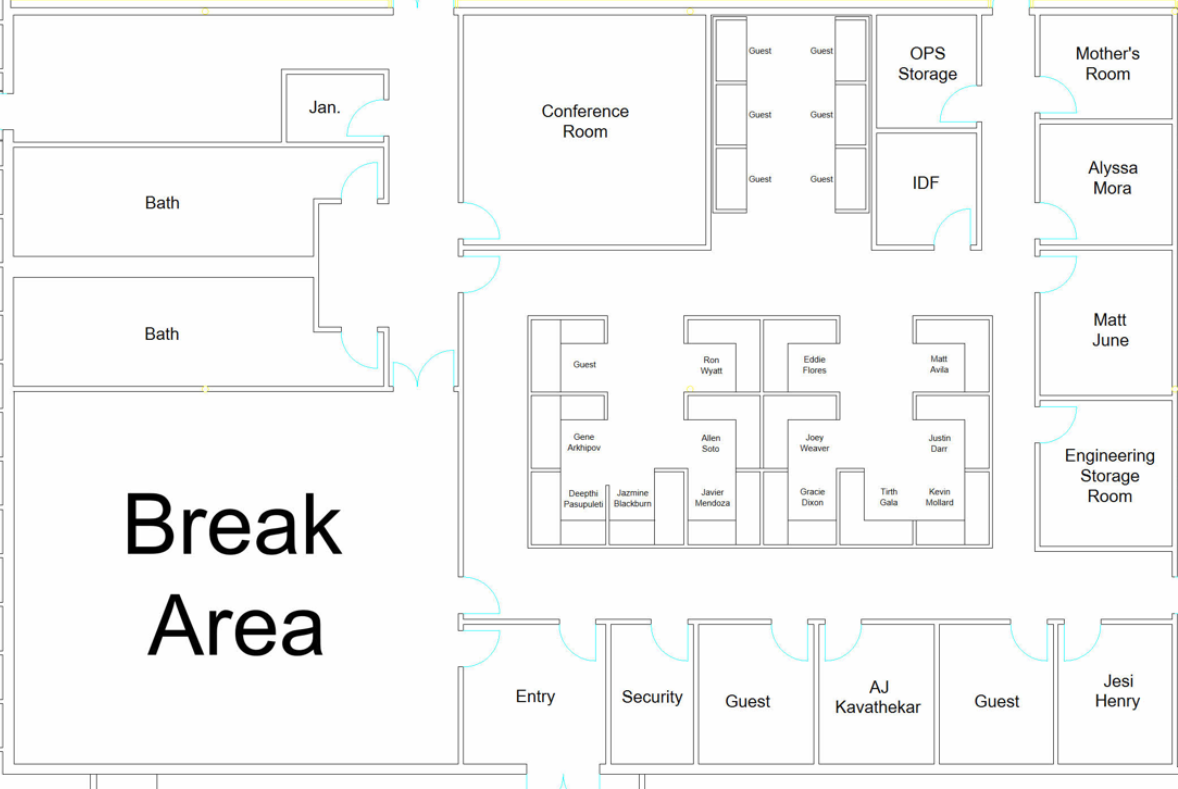 OPS
Storage
Mother's
Room
Guest
Guest
Jan.
Conference
Room
Guest
Guest
Alyssa
Mora
Guest
Guest
IDF
Bath
Bath
Matt
June
Guest
Ron
Wyatt
Eddie
Flores
Matt
Avila
Gene
Arkhipov
Allen
Soto
Joey
Weaver
Justin
Darr
Engineering
Storage
Room
Deepthi
Pasupuleti
Jazmine
Blackburn
Javier
Mendoza
Gracie
Dixon
Tirth
Gala
Kevin
Mollard
Break
Area
Entry
Security
Guest
AJ
Kavathekar
Guest
Jesi
Henry